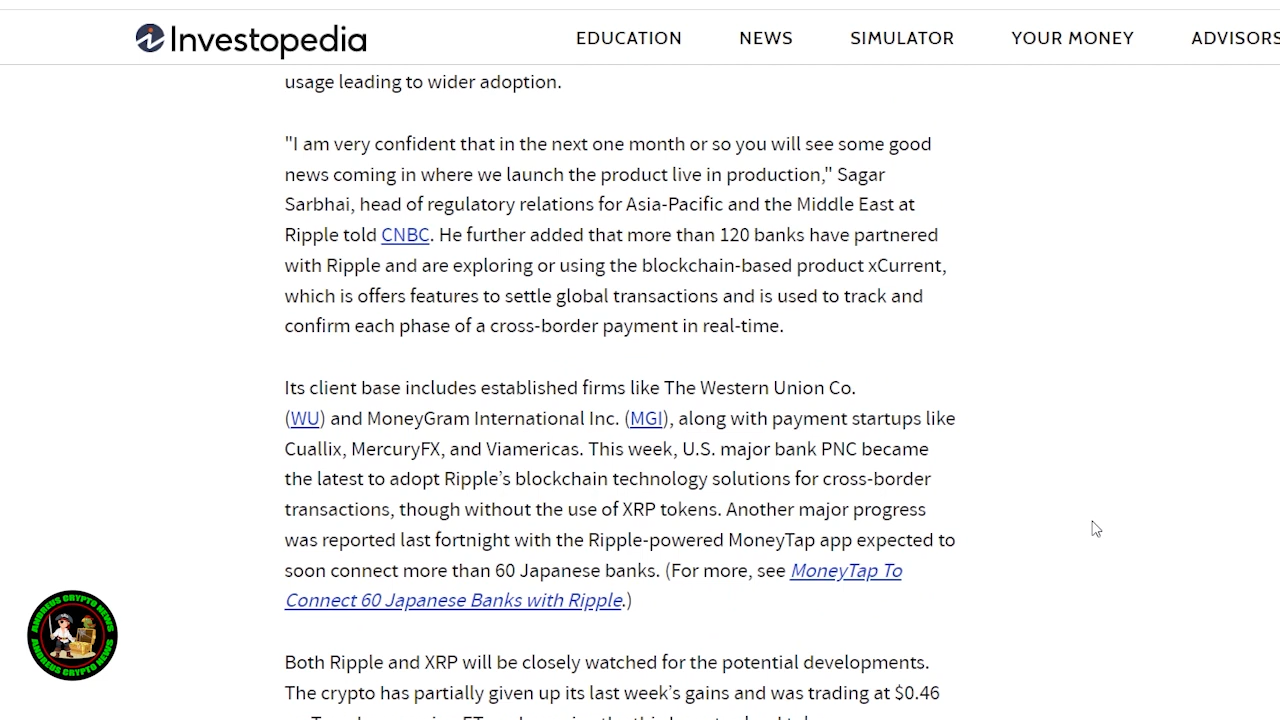 Investopedia
EDUCATION NEWS SIMULATOR YOUR MONEY ADVISORS
usage leading to wider adoption.
"I am very confident that in the next one month or so you will see some good
news coming in where we launch the product live in production," Sagar
Sarbhai, head of regulatory relations for Asia-Pacific and the Middle East at
Ripple told CNBC. He further added that more than 120 banks have partnered
with Ripple and are exploring or using the blockchain-based product xCurrent,
which is offers features to settle global transactions and is used to track and
confirm each phase of a cross-border payment in real-time.
Its client base includes established firms like The Western Union Co.
(WU) and MoneyGram International Inc. (MGI), along with payment startups like
Cuallix, MercuryFX, and Viamericas. This week, U.S. major bank PNC became
the latest to adopt Ripple’s blockchain technology solutions for cross-border
transactions, though without the use of XRP tokens. Another major progress
was reported last fortnight with the Ripple-powered MoneyTap app expected to
soon connect more than 60 Japanese banks. (For more, see MoneyTap To
Connect 60 Japanese Banks with Ripple.)
Both Ripple and XRP will be closely watched for the potential developments.
The crypto has partially given up its last week’s gains and was trading at $0.46
ANDREUS CRYPTO NEWS
ANDREUS CRYPTO NEWS